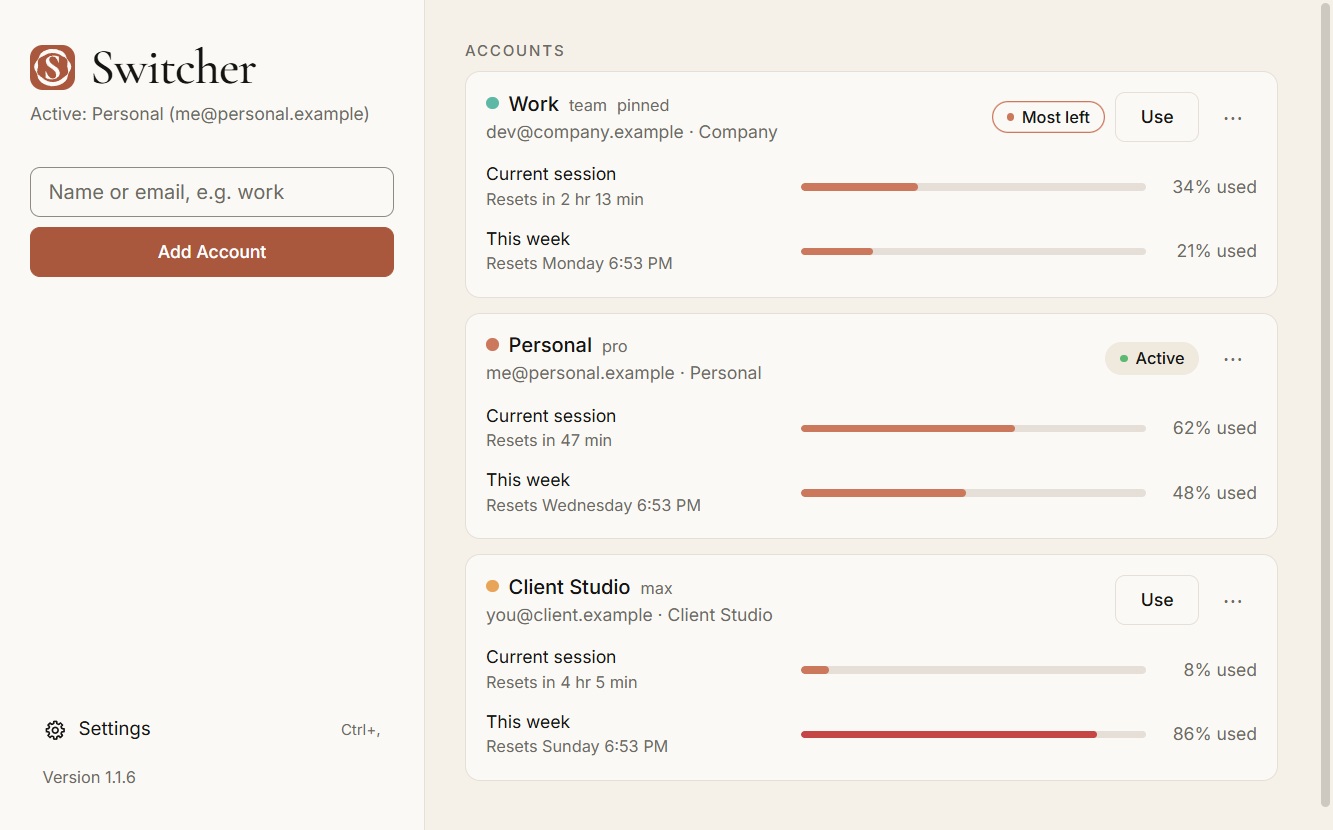 Switcher
Active: Personal (me@personal.example)
Name or email, e.g. work
Add Account
Settings Ctrl+,
Version 1.1.6
ACCOUNTS
Work team pinned
dev@company.example · Company
Most left
Use
···
Current session
Resets in 2 hr 13 min
34% used
This week
Resets Monday 6:53 PM
21% used
Personal pro
me@personal.example · Personal
Active
···
Current session
Resets in 47 min
62% used
This week
Resets Wednesday 6:53 PM
48% used
Client Studio max
you@client.example · Client Studio
Use
···
Current session
Resets in 4 hr 5 min
8% used
This week
Resets Sunday 6:53 PM
86% used